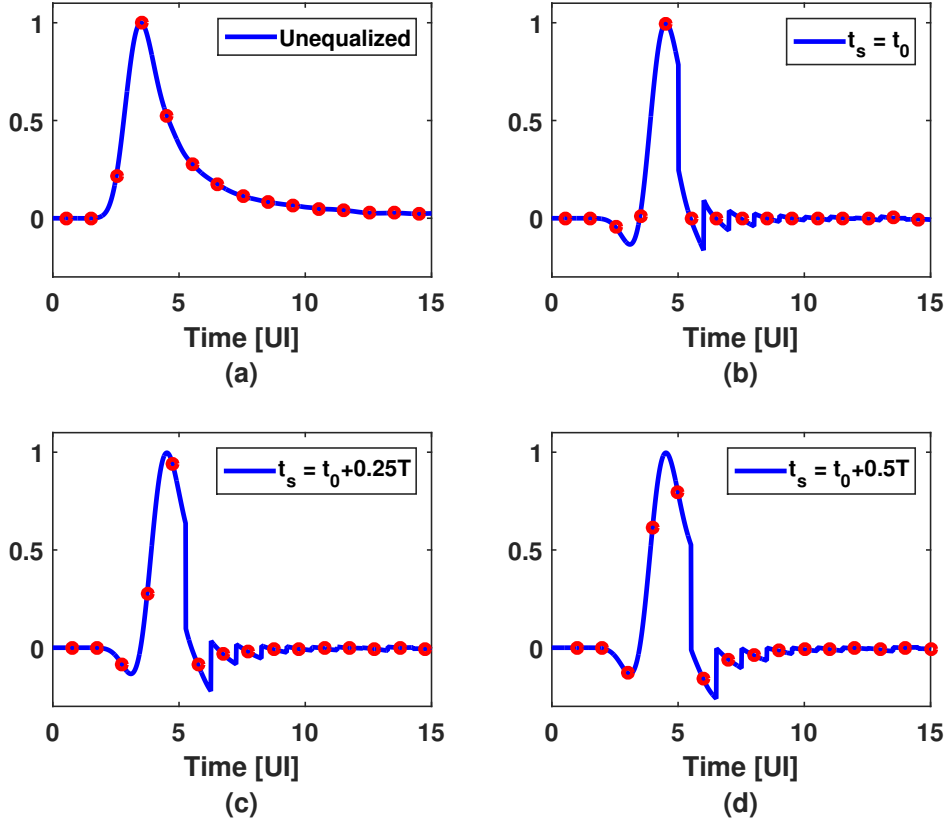 1
0.5
0
Unequalized
0 5 10 15
Time [UI]
(a)
1
0.5
0
t_s = t_0
0 5 10 15
Time [UI]
(b)
1
0.5
0
t_s = t_0+0.25T
0 5 10 15
Time [UI]
(c)
1
0.5
0
t_s = t_0+0.5T
0 5 10 15
Time [UI]
(d)